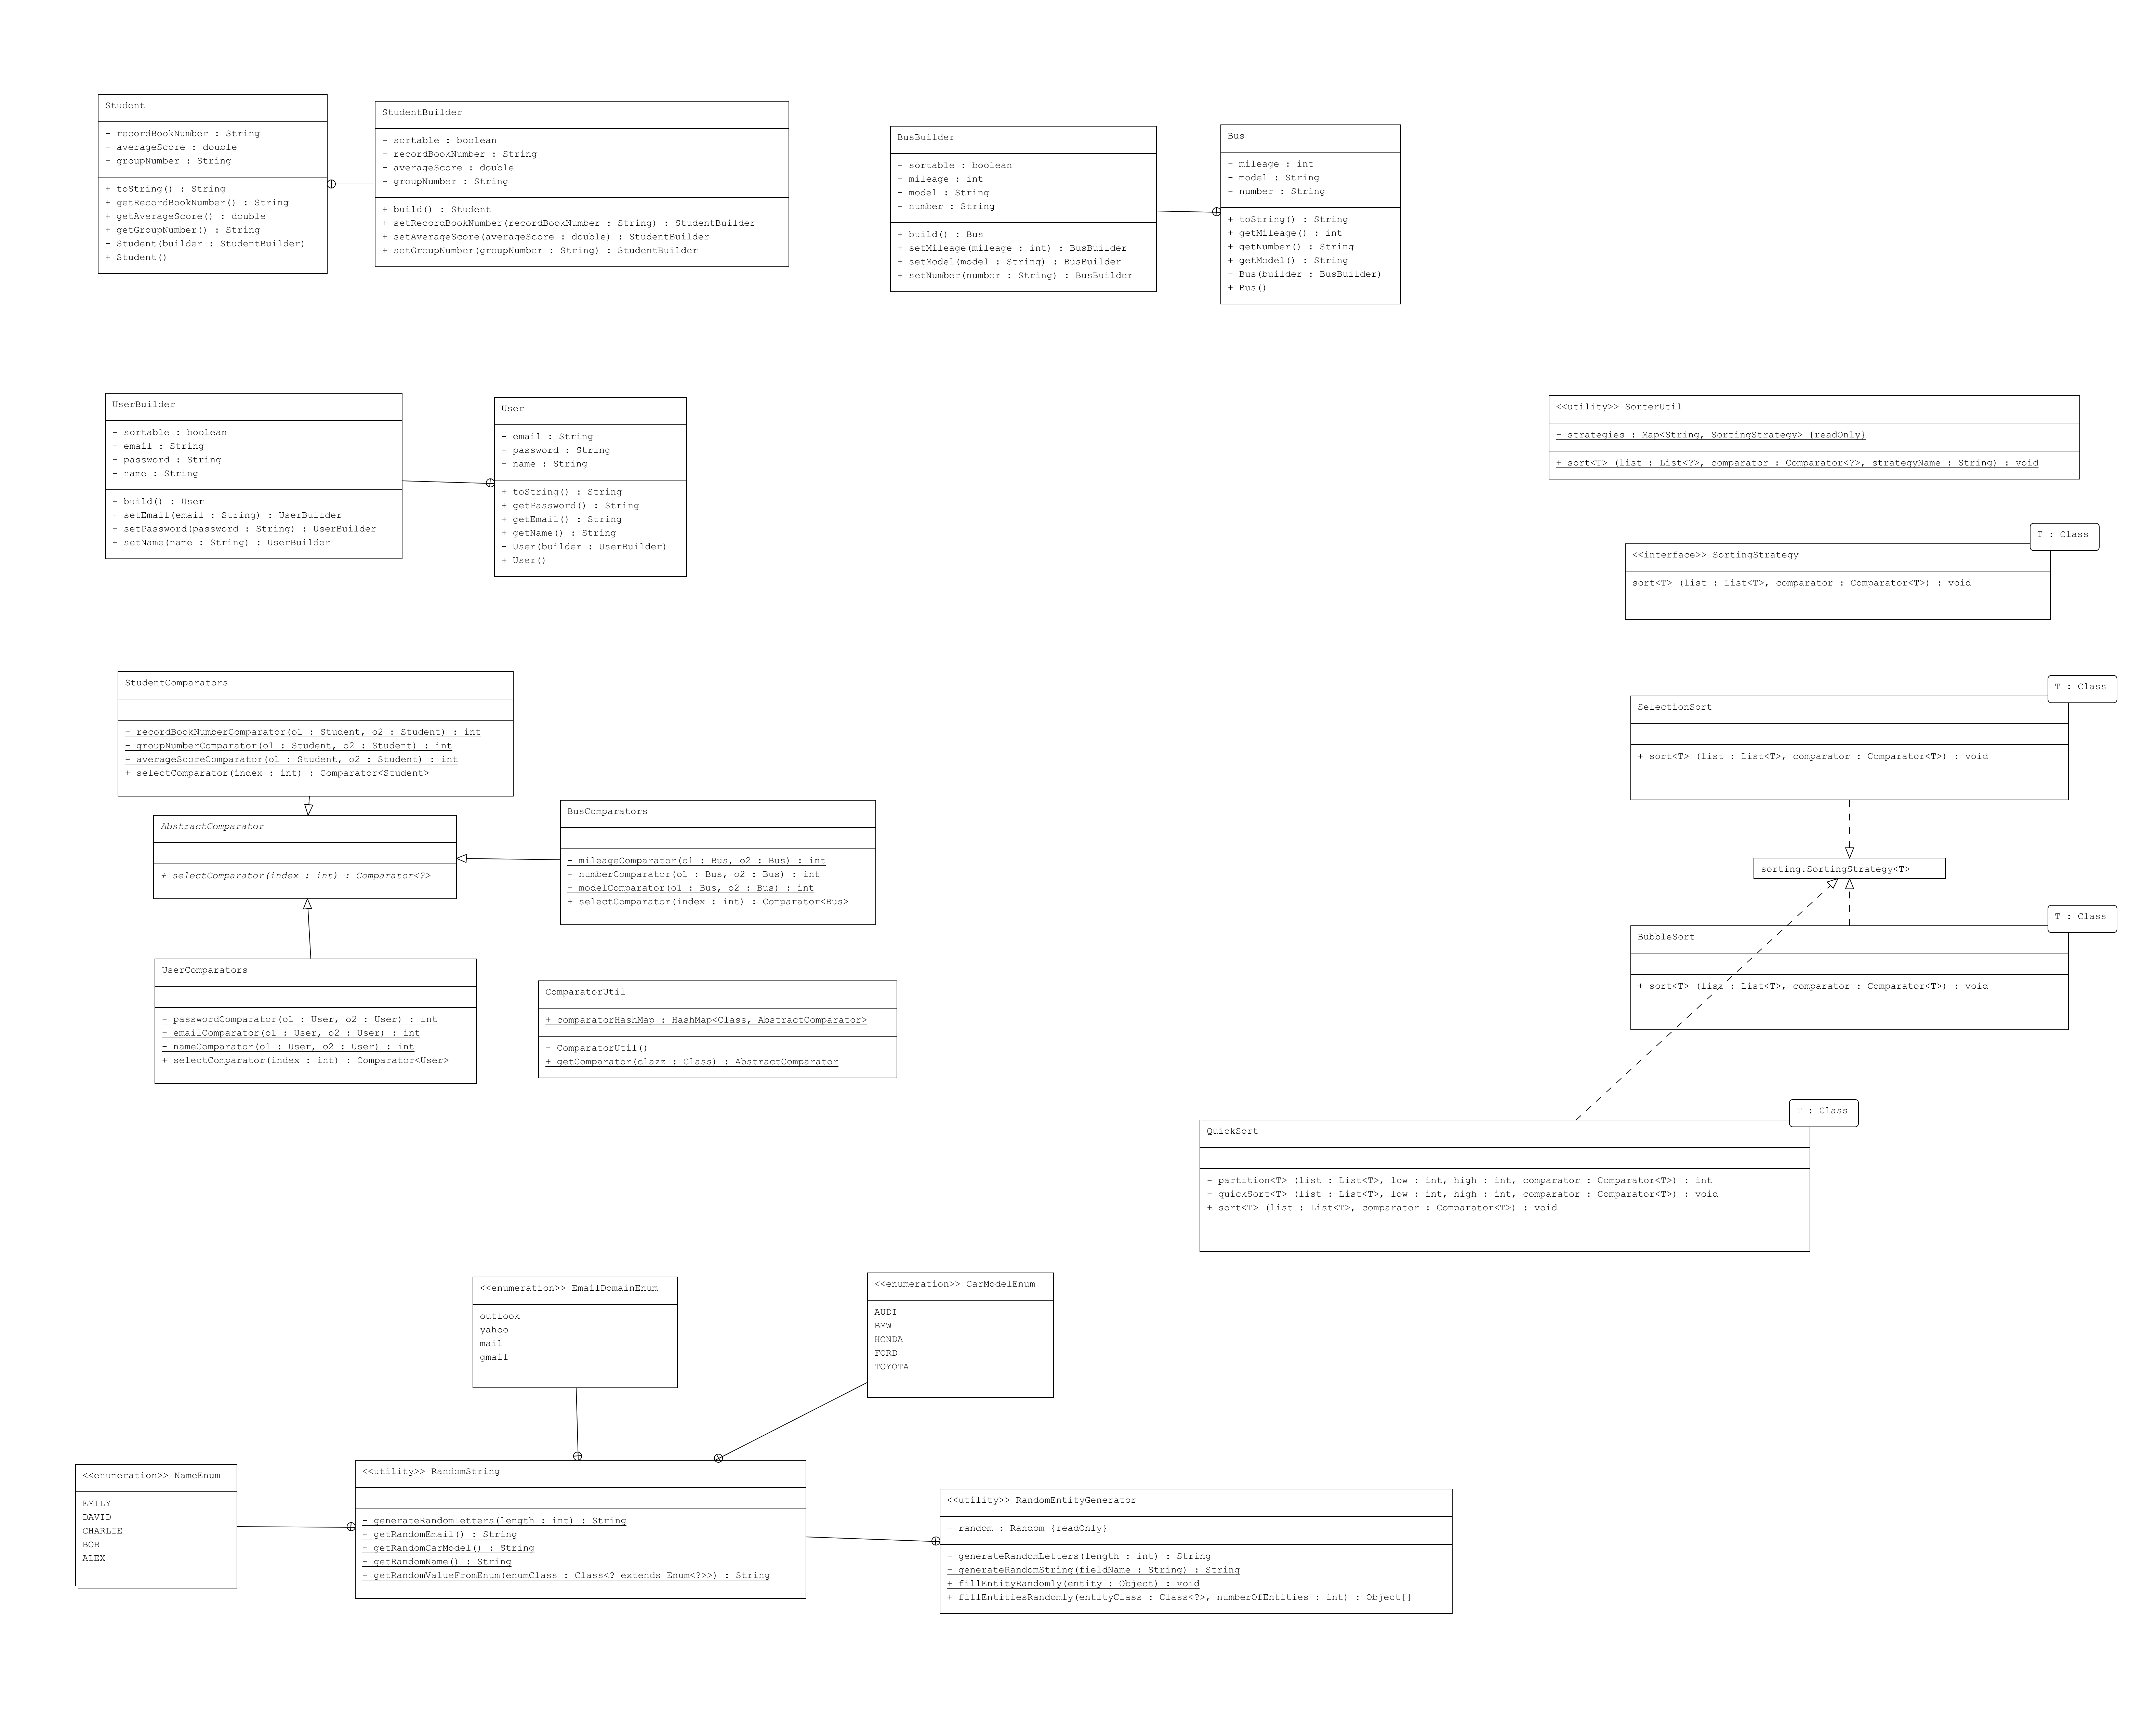 Student
- recordBookNumber : String
- averageScore : double
- groupNumber : String
+ toString() : String
+ getRecordBookNumber() : String
+ getAverageScore() : double
+ getGroupNumber() : String
- Student(builder : StudentBuilder)
+ Student()
StudentBuilder
- sortable : boolean
- recordBookNumber : String
- averageScore : double
- groupNumber : String
+ build() : Student
+ setRecordBookNumber(recordBookNumber : String) : StudentBuilder
+ setAverageScore(averageScore : double) : StudentBuilder
+ setGroupNumber(groupNumber : String) : StudentBuilder
BusBuilder
- sortable : boolean
- mileage : int
- model : String
- number : String
+ build() : Bus
+ setMileage(mileage : int) : BusBuilder
+ setModel(model : String) : BusBuilder
+ setNumber(number : String) : BusBuilder
Bus
- mileage : int
- model : String
- number : String
+ toString() : String
+ getMileage() : int
+ getNumber() : String
+ getModel() : String
- Bus(builder : BusBuilder)
+ Bus()
UserBuilder
- sortable : boolean
- email : String
- password : String
- name : String
+ build() : User
+ setEmail(email : String) : UserBuilder
+ setPassword(password : String) : UserBuilder
+ setName(name : String) : UserBuilder
User
- email : String
- password : String
- name : String
+ toString() : String
+ getPassword() : String
+ getEmail() : String
+ getName() : String
- User(builder : UserBuilder)
+ User()
<<utility>> SorterUtil
- strategies : Map<String, SortingStrategy> {readOnly}
+ sort<T> (list : List<?>, comparator : Comparator<?>, strategyName : String) : void
T : Class
<<interface>> SortingStrategy
sort<T> (list : List<T>, comparator : Comparator<T>) : void
T : Class
SelectionSort
+ sort<T> (list : List<T>, comparator : Comparator<T>) : void
sorting.SortingStrategy<T>
T : Class
BubbleSort
+ sort<T> (list : List<T>, comparator : Comparator<T>) : void
StudentComparators
- recordBookNumberComparator(o1 : Student, o2 : Student) : int
- groupNumberComparator(o1 : Student, o2 : Student) : int
- averageScoreComparator(o1 : Student, o2 : Student) : int
+ selectComparator(index : int) : Comparator<Student>
AbstractComparator
+ selectComparator(index : int) : Comparator<?>
BusComparators
- mileageComparator(o1 : Bus, o2 : Bus) : int
- numberComparator(o1 : Bus, o2 : Bus) : int
- modelComparator(o1 : Bus, o2 : Bus) : int
+ selectComparator(index : int) : Comparator<Bus>
UserComparators
- passwordComparator(o1 : User, o2 : User) : int
- emailComparator(o1 : User, o2 : User) : int
- nameComparator(o1 : User, o2 : User) : int
+ selectComparator(index : int) : Comparator<User>
ComparatorUtil
+ comparatorHashMap : HashMap<Class, AbstractComparator>
- ComparatorUtil()
+ getComparator(clazz : Class) : AbstractComparator
T : Class
QuickSort
- partition<T> (list : List<T>, low : int, high : int, comparator : Comparator<T>) : int
- quickSort<T> (list : List<T>, low : int, high : int, comparator : Comparator<T>) : void
+ sort<T> (list : List<T>, comparator : Comparator<T>) : void
<<enumeration>> EmailDomainEnum
outlook
yahoo
mail
gmail
<<enumeration>> CarModelEnum
AUDI
BMW
HONDA
FORD
TOYOTA
<<enumeration>> NameEnum
EMILY
DAVID
CHARLIE
BOB
ALEX
<<utility>> RandomString
- generateRandomLetters(length : int) : String
+ getRandomEmail() : String
+ getRandomCarModel() : String
+ getRandomName() : String
+ getRandomValueFromEnum(enumClass : Class<? extends Enum<?>>) : String
<<utility>> RandomEntityGenerator
- random : Random {readOnly}
- generateRandomLetters(length : int) : String
- generateRandomString(fieldName : String) : String
+ fillEntityRandomly(entity : Object) : void
+ fillEntitiesRandomly(entityClass : Class<?>, numberOfEntities : int) : Object[]